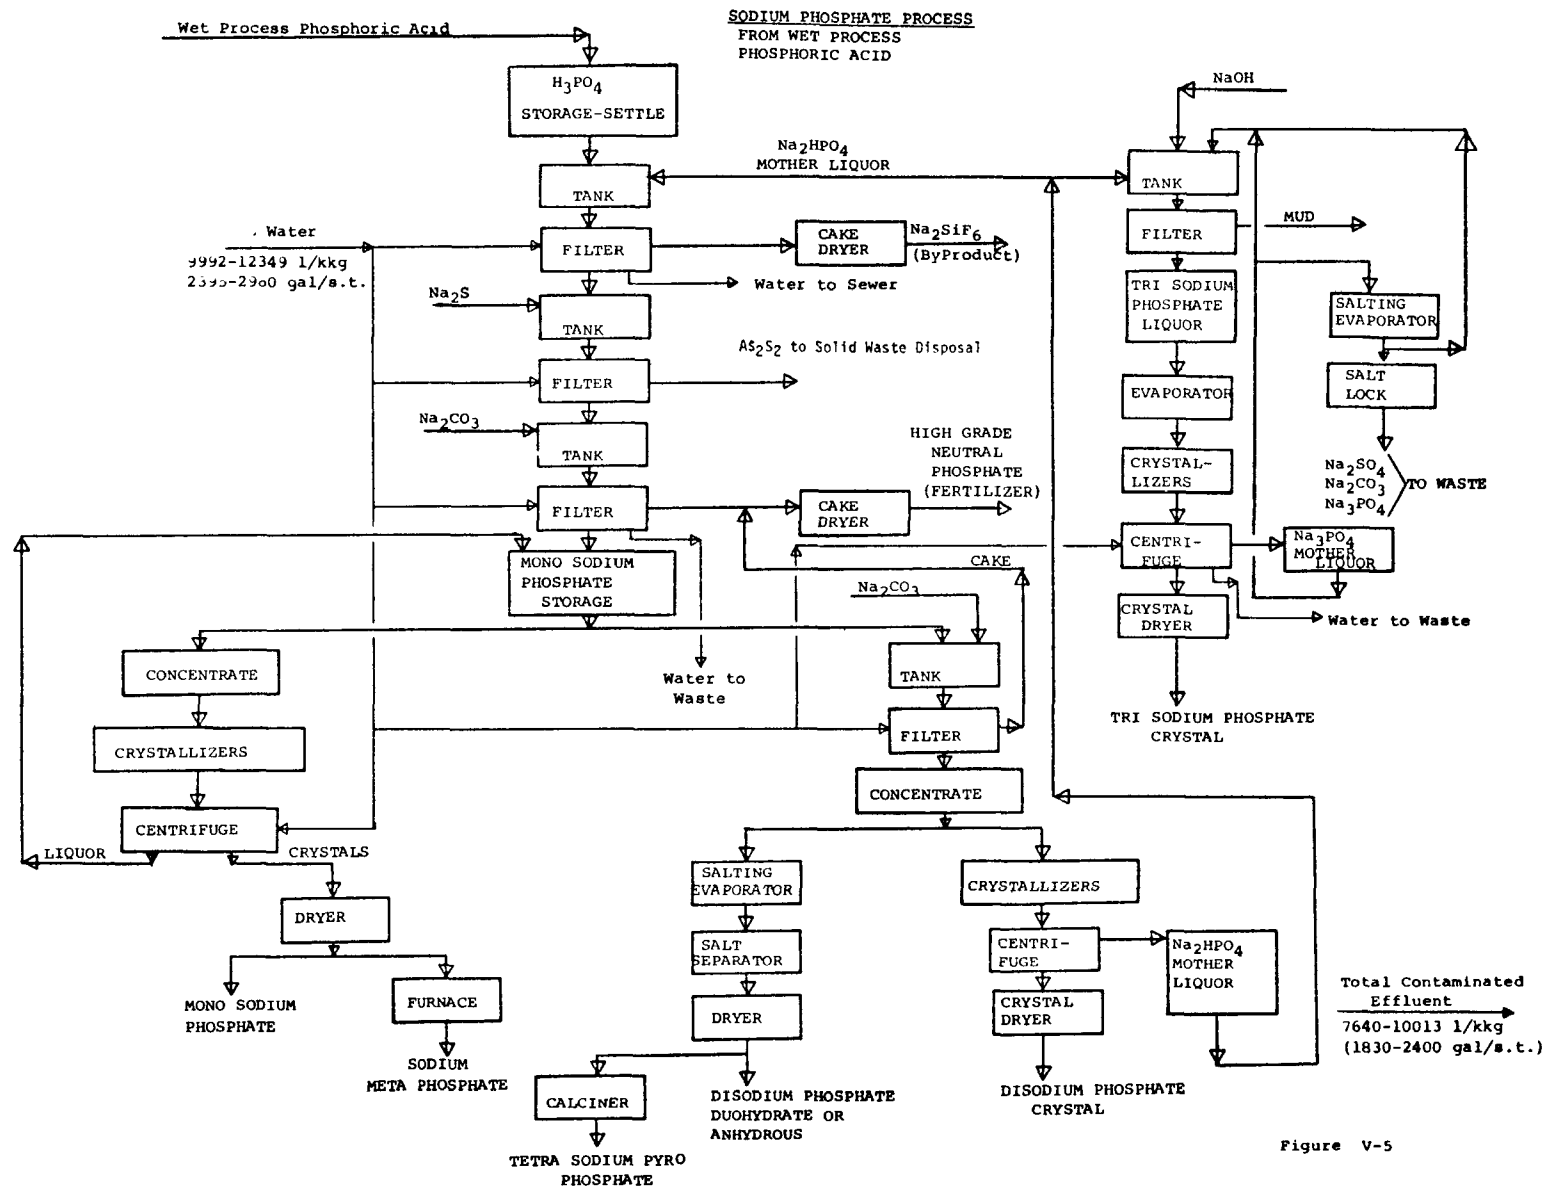 SODIUM PHOSPHATE PROCESS
FROM WET PROCESS
PHOSPHORIC ACID
Wet Process Phosphoric Acid
H3PO4
STORAGE-SETTLE
TANK
Na2HPO4
MOTHER LIQUOR
Water
9992-12349 l/kkg
2395-2960 gal/s.t.
FILTER
CAKE
DRYER
Na2SiF6
(ByProduct)
Water to Sewer
Na2S
TANK
FILTER
As2S2 to Solid Waste Disposal
Na2CO3
TANK
FILTER
CAKE
DRYER
HIGH GRADE
NEUTRAL
PHOSPHATE
(FERTILIZER)
MONO SODIUM
PHOSPHATE
STORAGE
Water to
Waste
CAKE
Na2CO3
TANK
FILTER
CONCENTRATE
CONCENTRATE
CRYSTALLIZERS
CENTRIFUGE
LIQUOR
CRYSTALS
DRYER
MONO SODIUM
PHOSPHATE
FURNACE
SODIUM
META PHOSPHATE
SALTING
EVAPORATOR
SALT
SEPARATOR
DRYER
CALCINER
TETRA SODIUM PYRO
PHOSPHATE
DISODIUM PHOSPHATE
DUOHYDRATE OR
ANHYDROUS
CRYSTALLIZERS
CENTRI-
FUGE
Na2HPO4
MOTHER
LIQUOR
CRYSTAL
DRYER
DISODIUM PHOSPHATE
CRYSTAL
NaOH
TANK
FILTER
MUD
TRI SODIUM
PHOSPHATE
LIQUOR
EVAPORATOR
CRYSTAL-
LIZERS
CENTRI-
FUGE
Na3PO4
MOTHER
LIQUOR
CRYSTAL
DRYER
Water to Waste
TRI SODIUM PHOSPHATE
CRYSTAL
SALTING
EVAPORATOR
SALT
LOCK
Na2SO4
Na2CO3
Na3PO4
TO WASTE
Total Contaminated
Effluent
7640-10013 l/kkg
(1830-2400 gal/s.t.)
Figure V-5